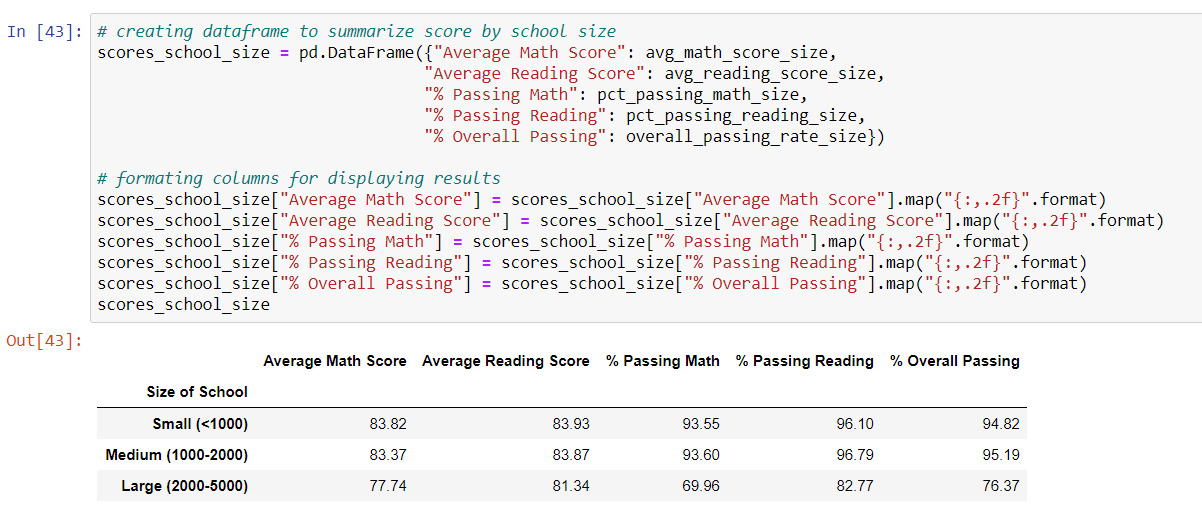 In [43]: # creating dataframe to summarize score by school size
scores_school_size = pd.DataFrame({"Average Math Score": avg_math_score_size,
"Average Reading Score": avg_reading_score_size,
"% Passing Math": pct_passing_math_size,
"% Passing Reading": pct_passing_reading_size,
"% Overall Passing": overall_passing_rate_size})
# formating columns for displaying results
scores_school_size["Average Math Score"] = scores_school_size["Average Math Score"].map("{:,.2f}".format)
scores_school_size["Average Reading Score"] = scores_school_size["Average Reading Score"].map("{:,.2f}".format)
scores_school_size["% Passing Math"] = scores_school_size["% Passing Math"].map("{:,.2f}".format)
scores_school_size["% Passing Reading"] = scores_school_size["% Passing Reading"].map("{:,.2f}".format)
scores_school_size["% Overall Passing"] = scores_school_size["% Overall Passing"].map("{:,.2f}".format)
scores_school_size
Out[43]:
Average Math Score Average Reading Score % Passing Math % Passing Reading % Overall Passing
Size of School
Small (<1000) 83.82 83.93 93.55 96.10 94.82
Medium (1000-2000) 83.37 83.87 93.60 96.79 95.19
Large (2000-5000) 77.74 81.34 69.96 82.77 76.37